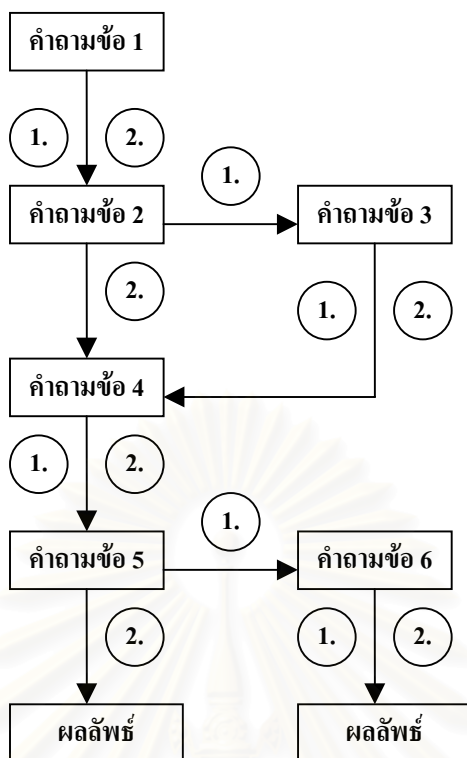 คำถามข้อ 1
1. 2.
1.
คำถามข้อ 2 คำถามข้อ 3
2. 1. 2.
คำถามข้อ 4
1. 2.
1.
คำถามข้อ 5 คำถามข้อ 6
2. 1. 2.
ผลลัพธ์ ผลลัพธ์